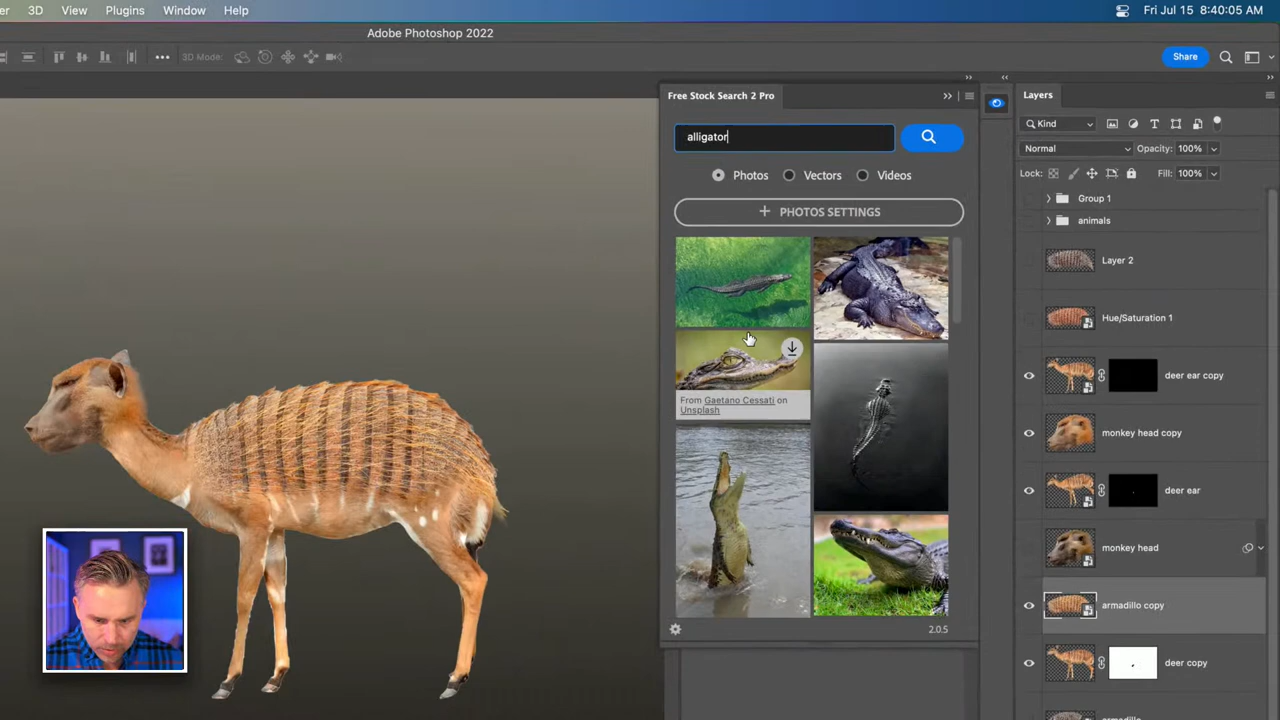 3D View Plugins Window Help
Fri Jul 15 8:40:05 AM
Adobe Photoshop 2022
3D Mode:
Share
Free Stock Search 2 Pro
alligator
Photos Vectors Videos
PHOTOS SETTINGS
From Gaetano Cessati on
Unsplash
2.0.5
Layers
Kind
Normal Opacity: 100%
Lock: Fill: 100%
Group 1
animals
Layer 2
Hue/Saturation 1
deer ear copy
monkey head copy
deer ear
monkey head
armadillo copy
deer copy
armadillo